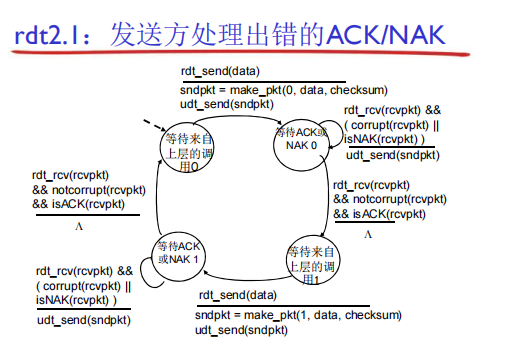 rdt2.1：发送方处理出错的ACK/NAK
rdt_send(data)
sndpkt = make_pkt(0, data, checksum)
udt_send(sndpkt)
等待来自
上层的调
用0
等待ACK或
NAK 0
rdt_rcv(rcvpkt) &&
( corrupt(rcvpkt) ||
isNAK(rcvpkt) )
udt_send(sndpkt)
rdt_rcv(rcvpkt)
&& notcorrupt(rcvpkt)
&& isACK(rcvpkt)
Λ
rdt_rcv(rcvpkt)
&& notcorrupt(rcvpkt)
&& isACK(rcvpkt)
Λ
等待ACK
或NAK 1
等待来自
上层的调
用1
rdt_rcv(rcvpkt) &&
( corrupt(rcvpkt) ||
isNAK(rcvpkt) )
udt_send(sndpkt)
rdt_send(data)
sndpkt = make_pkt(1, data, checksum)
udt_send(sndpkt)